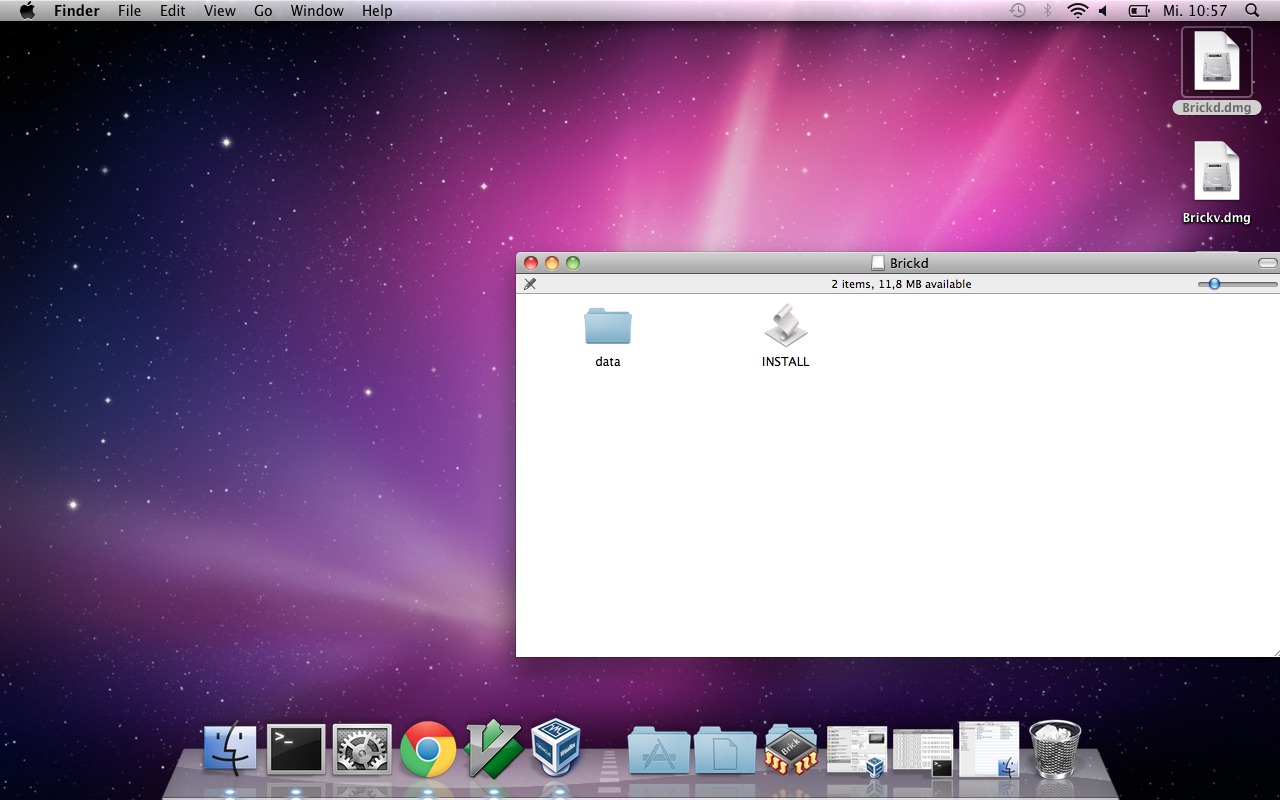 Finder File Edit View Go Window Help Mi. 10:57
Brickd.dmg
Brickv.dmg
Brickd
2 items, 11,8 MB available
data
INSTALL
>_
Brick